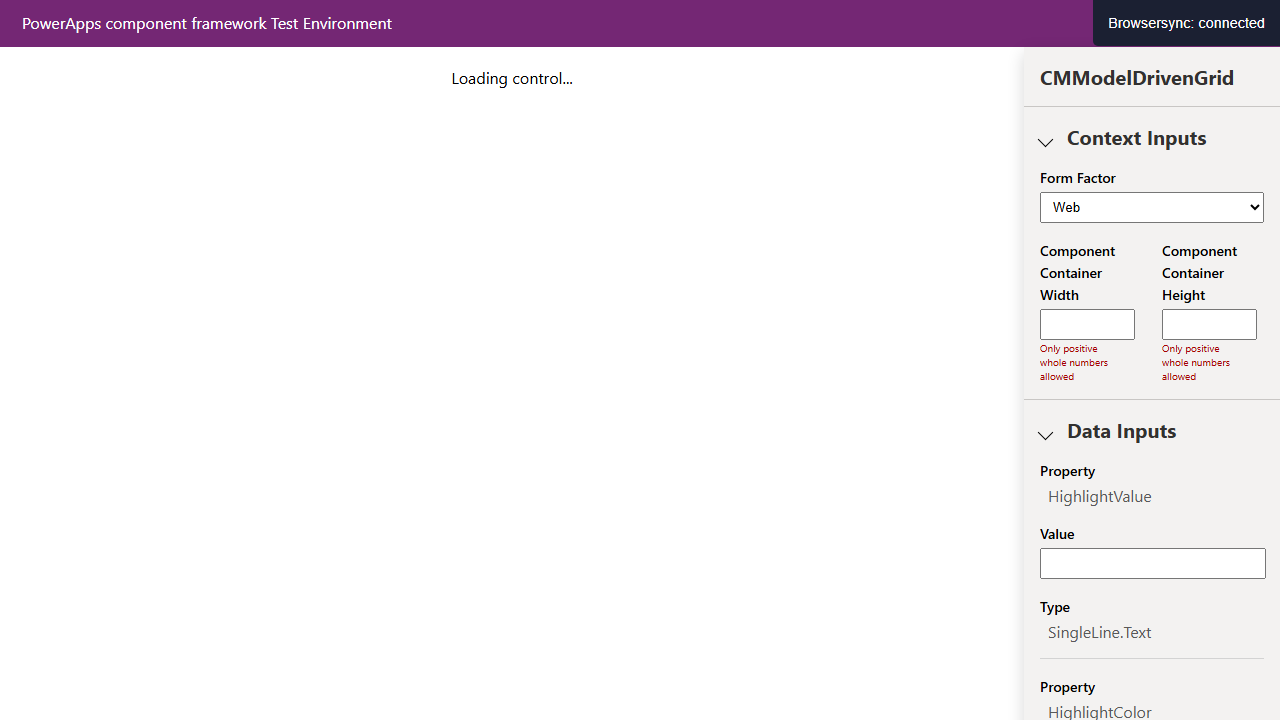 PowerApps component framework Test Environment
Browsersync: connected
Loading control...
CMModelDrivenGrid
Context Inputs
Form Factor
Web
Component Container Width
Component Container Height
Only positive whole numbers allowed
Only positive whole numbers allowed
Data Inputs
Property
HighlightValue
Value
Type
SingleLine.Text
Property
HighlightColor